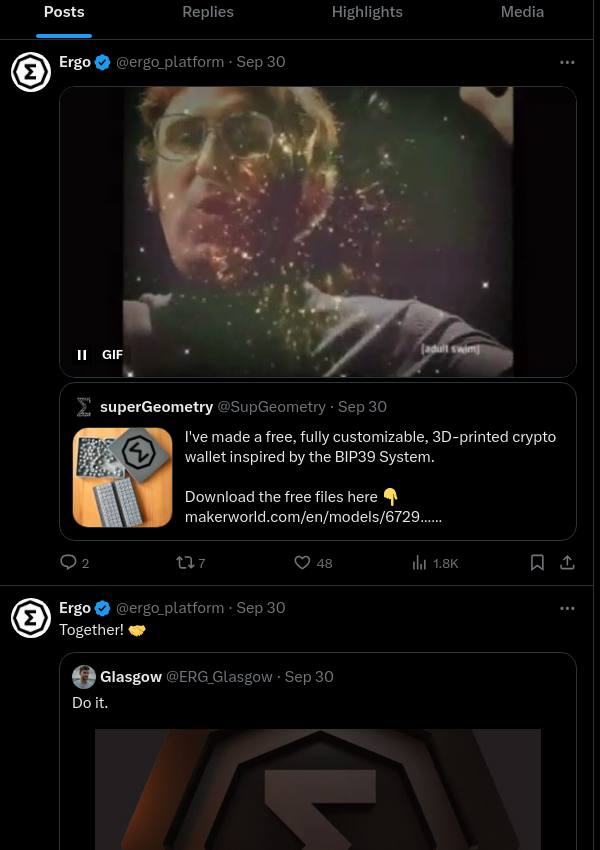 Posts Replies Highlights Media
Ergo @ergo_platform · Sep 30
GIF
[adult swim]
superGeometry @SupGeometry · Sep 30
I've made a free, fully customizable, 3D-printed crypto
wallet inspired by the BIP39 System.
Download the free files here 👇
makerworld.com/en/models/6729......
2 7 48 1.8K
Ergo @ergo_platform · Sep 30
Together! 🤝
Glasgow @ERG_Glasgow · Sep 30
Do it.